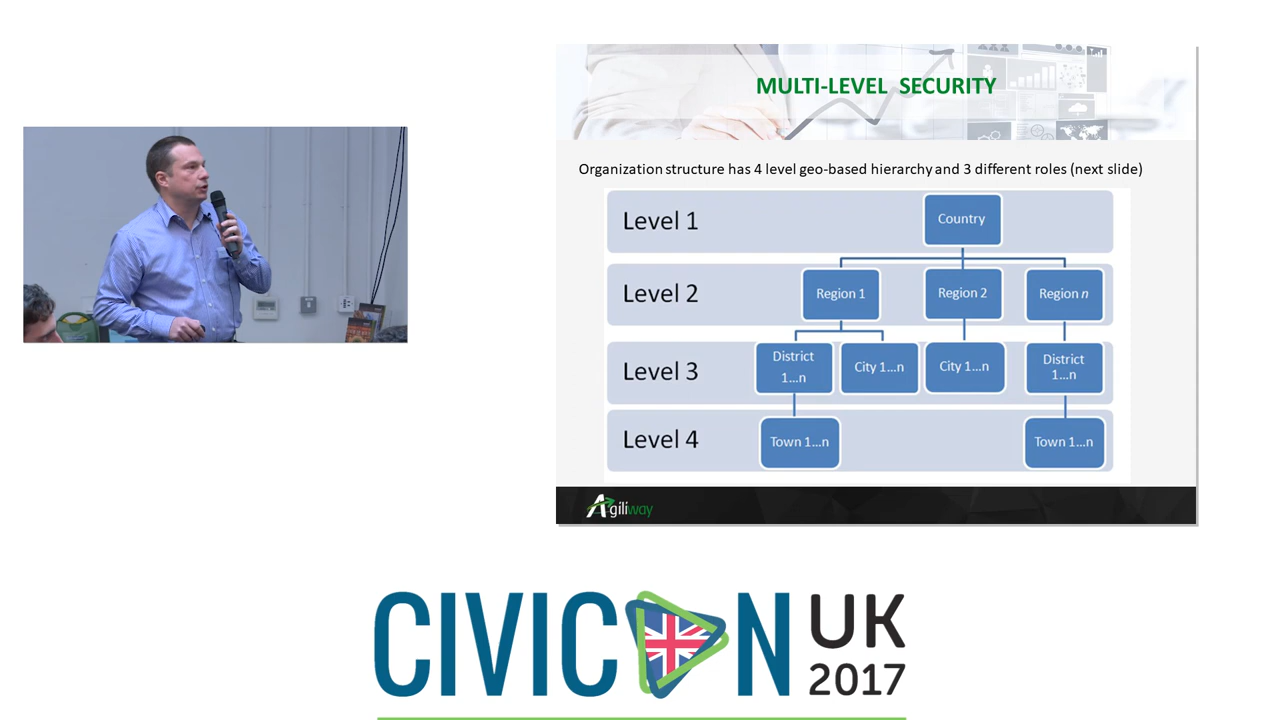 MULTI-LEVEL SECURITY
Organization structure has 4 level geo-based hierarchy and 3 different roles (next slide)
Level 1
Country
Level 2
Region 1
Region 2
Region n
Level 3
District
1...n
City 1...n
City 1...n
District
1...n
Level 4
Town 1...n
Town 1...n
Agiliway
CIVICON UK
2017